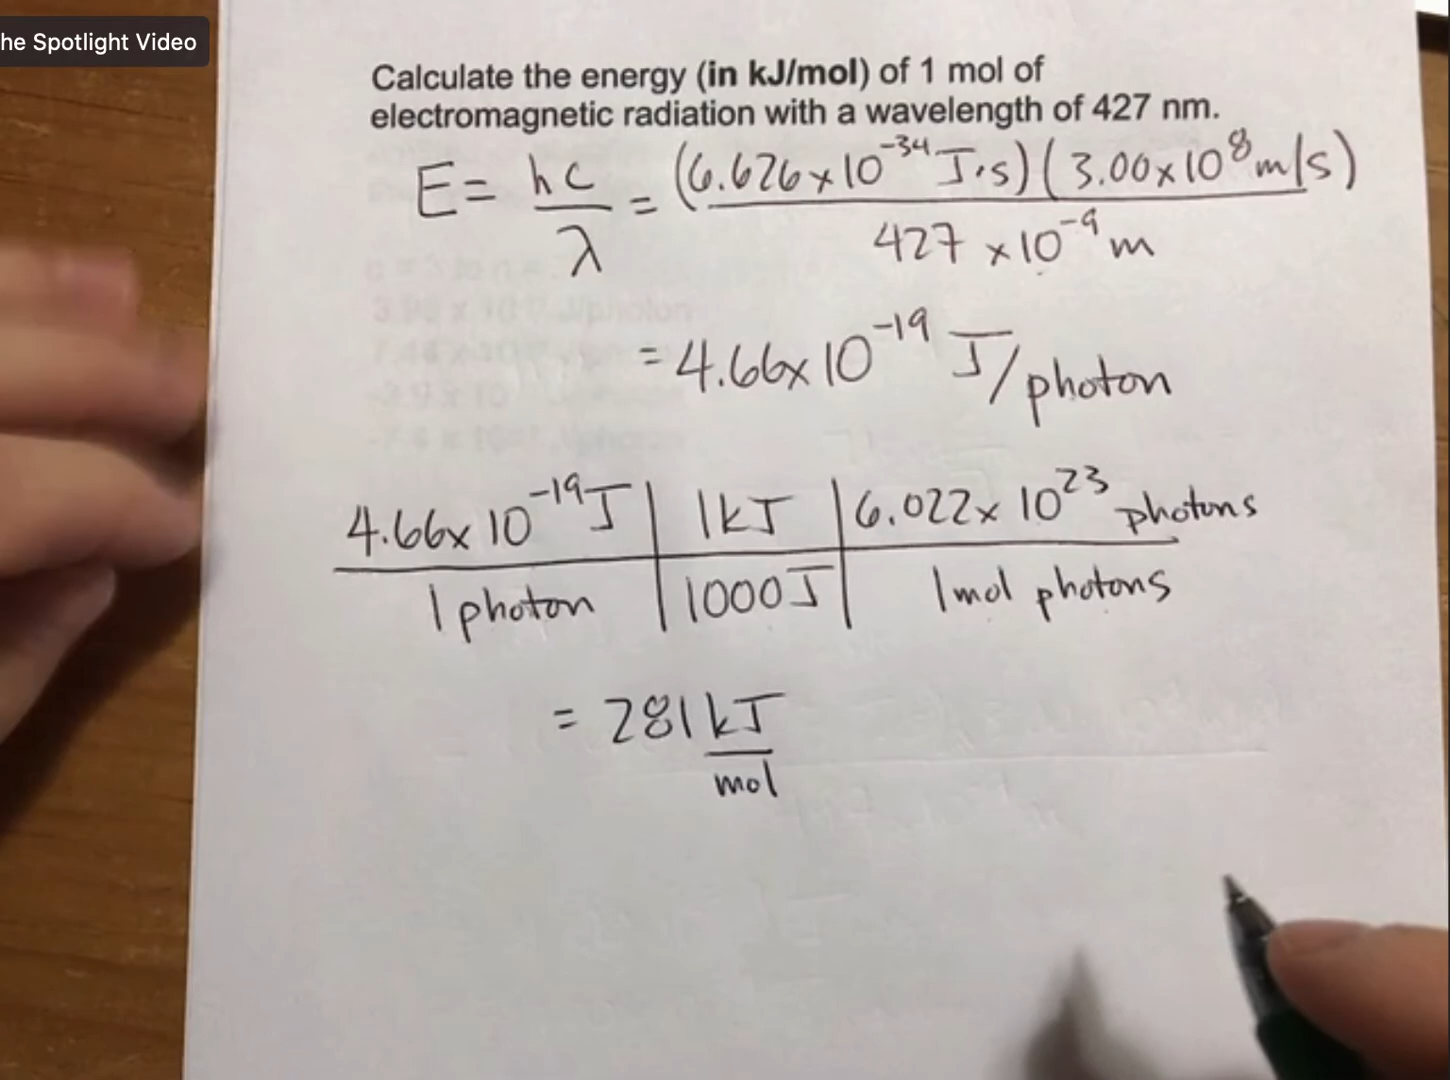 he Spotlight Video
Calculate the energy (in kJ/mol) of 1 mol of
electromagnetic radiation with a wavelength of 427 nm.
E = hc/λ = (6.626 x 10⁻³⁴ J·s) (3.00 x 10⁸ m/s) / 427 x 10⁻⁹ m
= 4.66 x 10⁻¹⁹ J/photon
4.66 x 10⁻¹⁹ J | 1 kJ | 6.022 x 10²³ photons
1 photon | 1000 J | 1 mol photons
= 281 kJ
mol